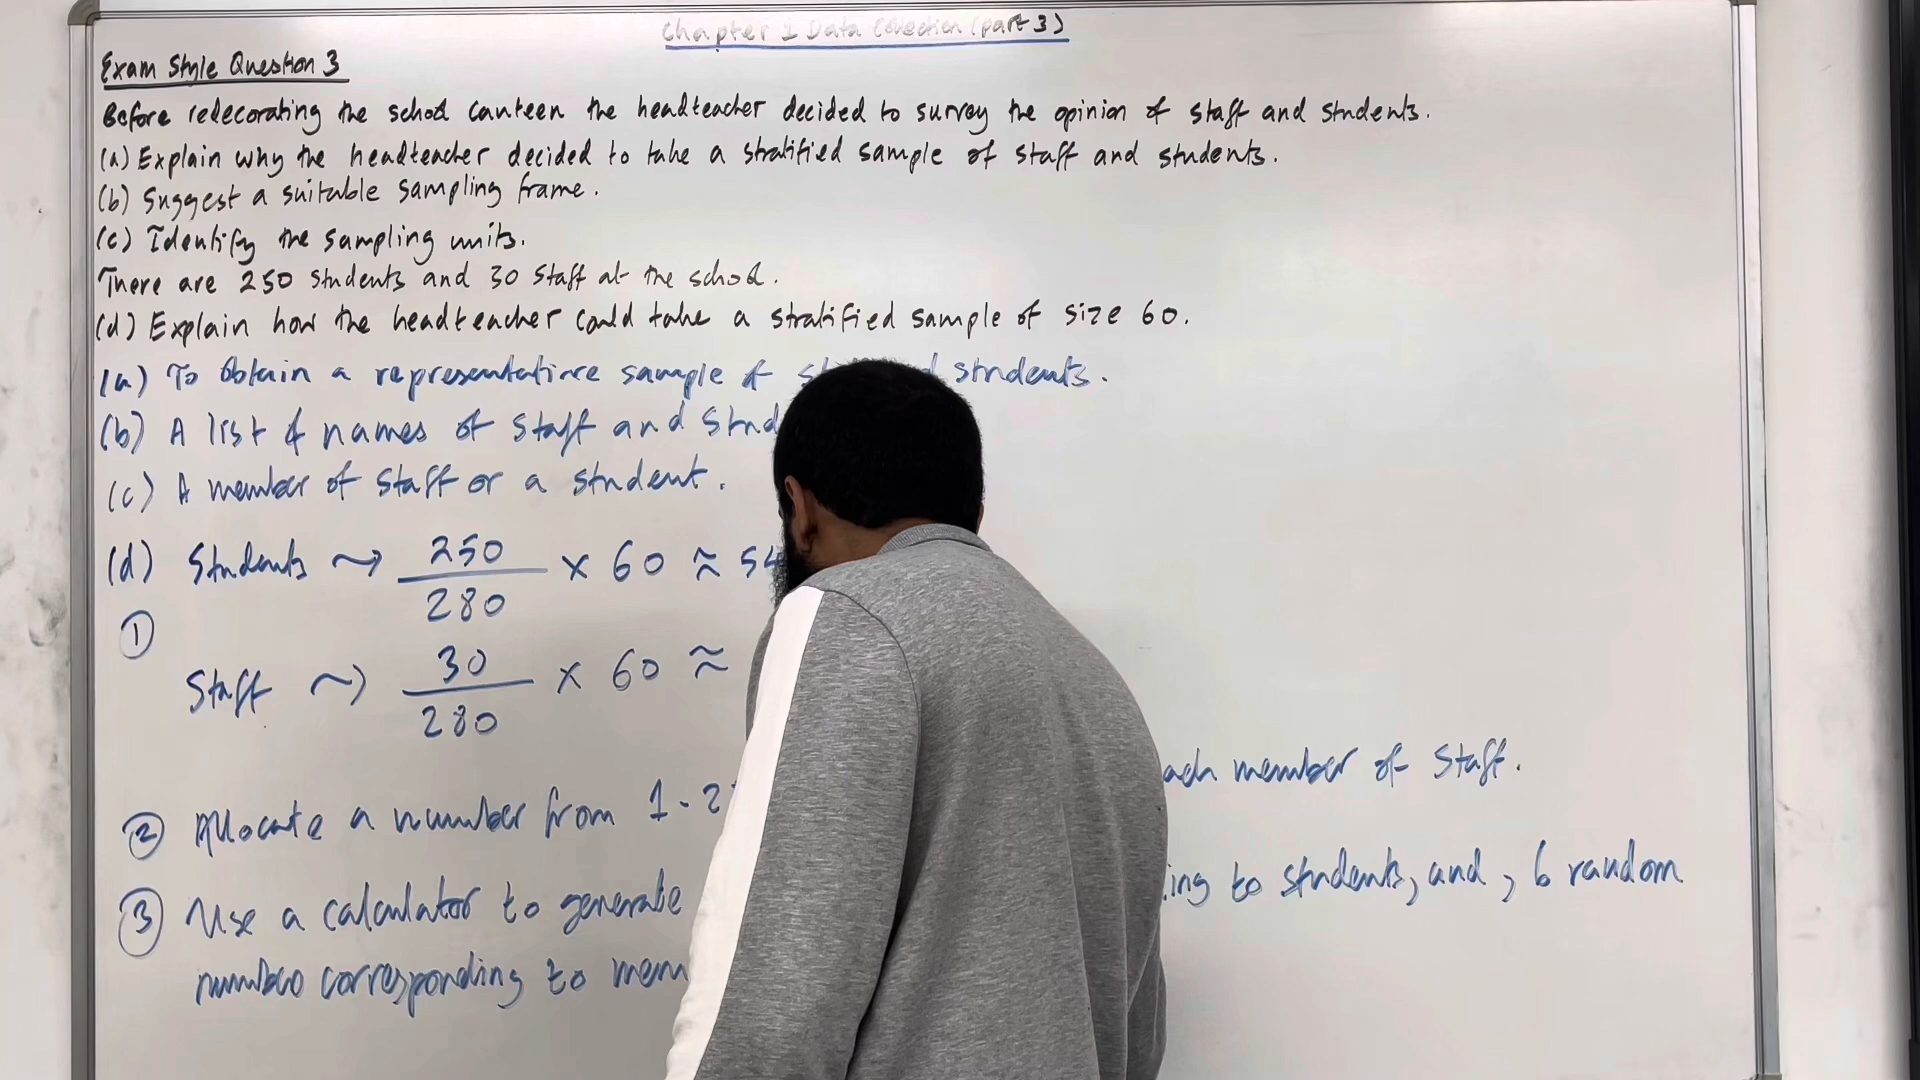 Chapter 1 Data Collection (part 3)
Exam Style Question 3
Before redecorating the school canteen the headteacher decided to survey the opinion of staff and students.
(a) Explain why the headteacher decided to take a stratified sample of staff and students.
(b) Suggest a suitable sampling frame.
(c) Identify the sampling units.
There are 250 students and 30 staff at the school.
(d) Explain how the headteacher could take a stratified sample of size 60.
(a) To obtain a representative sample of students.
(b) A list of names of staff and
(c) A member of staff or a student.
(d) Students ~> 250/280 × 60 ≈ 54
①
Staff ~> 30/280 × 60 ≈
② Allocate a number from 1- member of staff.
③ Use a calculator to generate to students, and, 6 random
numbers corresponding to